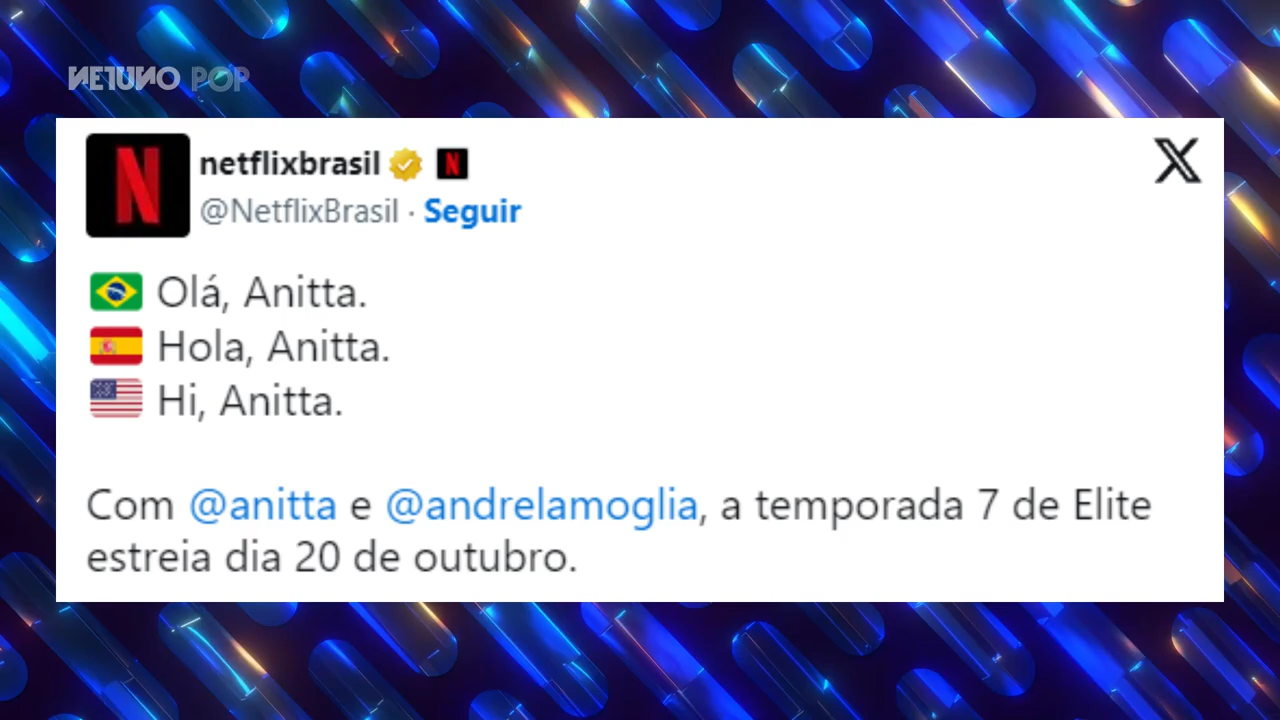 NETUNO POP
netflixbrasil
@NetflixBrasil · Seguir
Olá, Anitta.
Hola, Anitta.
Hi, Anitta.
Com @anitta e @andrelamoglia, a temporada 7 de Elite
estreia dia 20 de outubro.